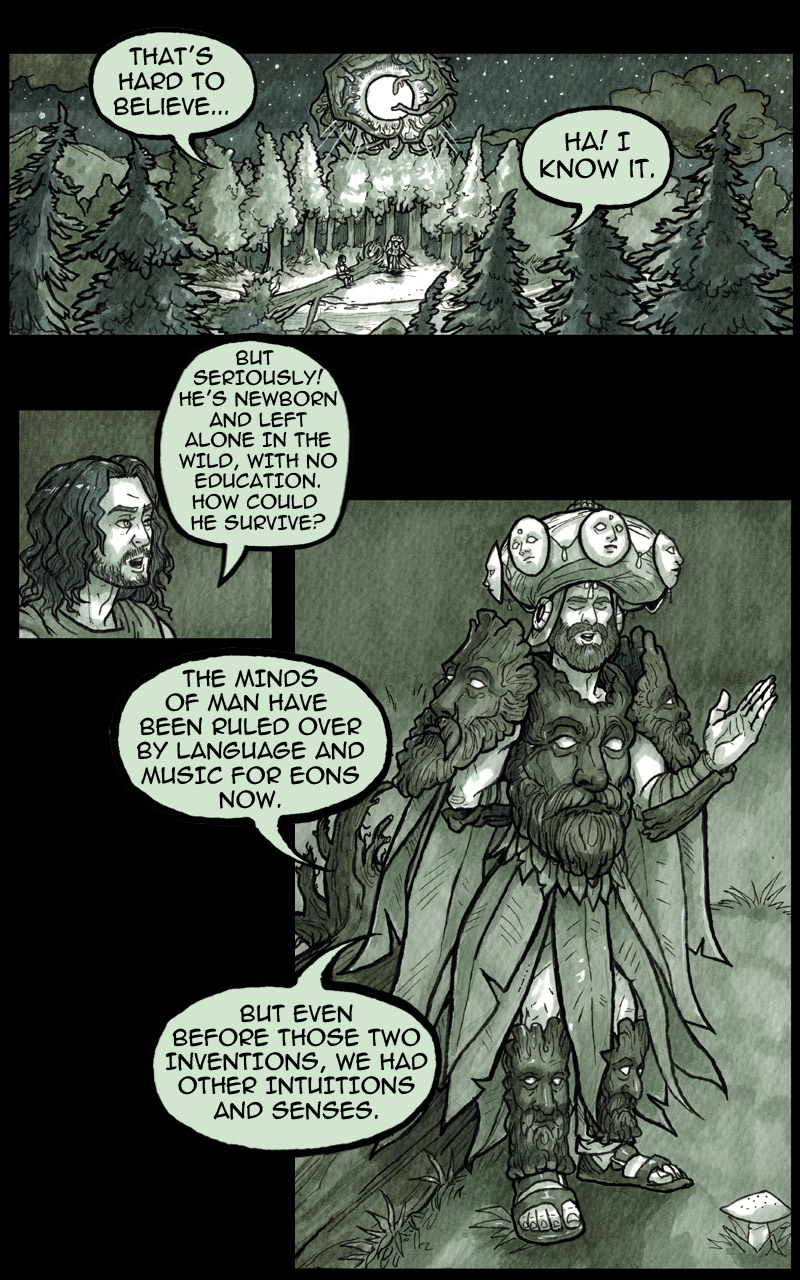 THAT'S
HARD TO
BELIEVE...
HA! I
KNOW IT.
BUT
SERIOUSLY!
HE'S NEWBORN
AND LEFT
ALONE IN THE
WILD, WITH NO
EDUCATION.
HOW COULD
HE SURVIVE?
THE MINDS
OF MAN HAVE
BEEN RULED OVER
BY LANGUAGE AND
MUSIC FOR EONS
NOW.
BUT EVEN
BEFORE THOSE TWO
INVENTIONS, WE HAD
OTHER INTUITIONS
AND SENSES.